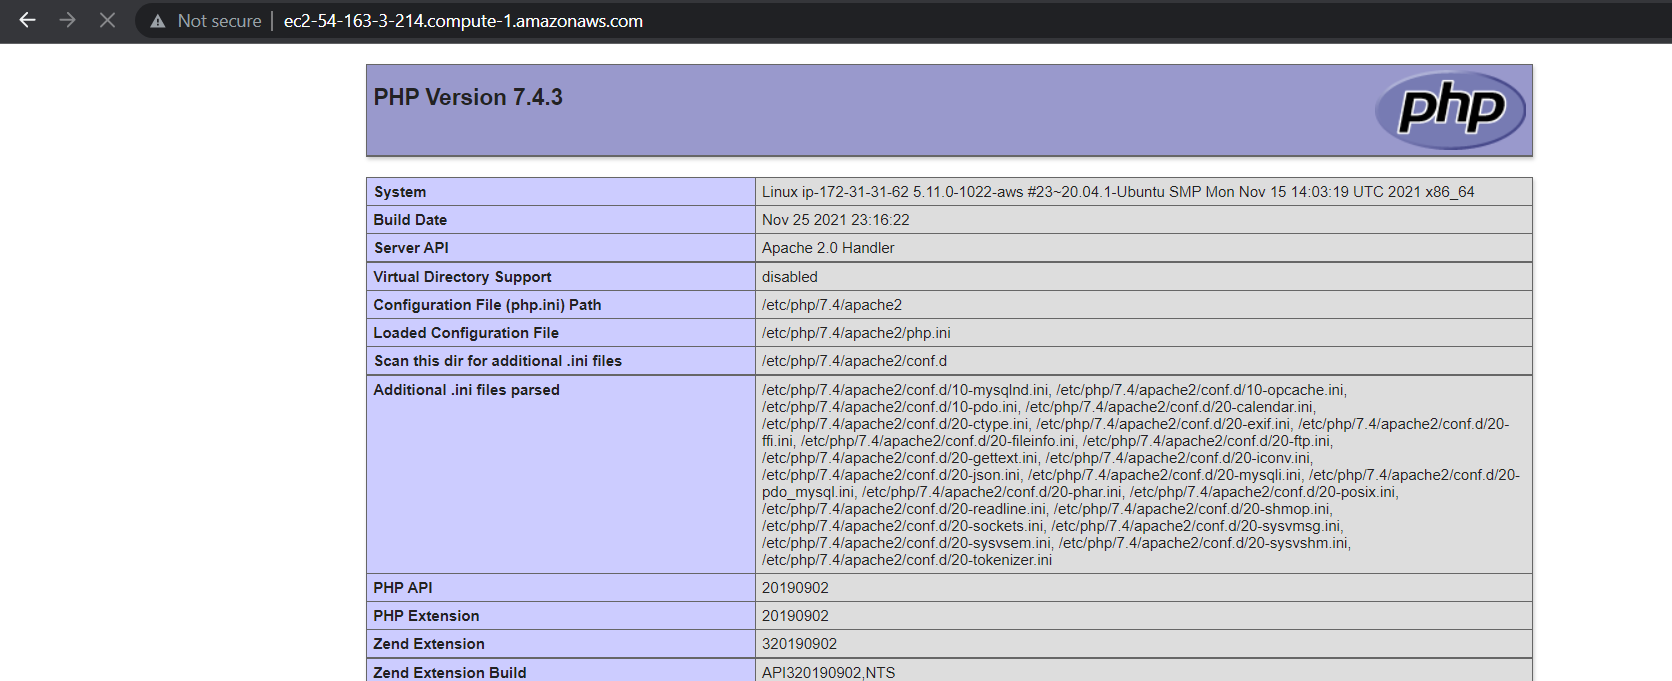 Not secure | ec2-54-163-3-214.compute-1.amazonaws.com
PHP Version 7.4.3
php
System Linux ip-172-31-31-62 5.11.0-1022-aws #23~20.04.1-Ubuntu SMP Mon Nov 15 14:03:19 UTC 2021 x86_64
Build Date Nov 25 2021 23:16:22
Server API Apache 2.0 Handler
Virtual Directory Support disabled
Configuration File (php.ini) Path /etc/php/7.4/apache2
Loaded Configuration File /etc/php/7.4/apache2/php.ini
Scan this dir for additional .ini files /etc/php/7.4/apache2/conf.d
Additional .ini files parsed /etc/php/7.4/apache2/conf.d/10-mysqlnd.ini, /etc/php/7.4/apache2/conf.d/10-opcache.ini,
/etc/php/7.4/apache2/conf.d/10-pdo.ini, /etc/php/7.4/apache2/conf.d/20-calendar.ini,
/etc/php/7.4/apache2/conf.d/20-ctype.ini, /etc/php/7.4/apache2/conf.d/20-exif.ini, /etc/php/7.4/apache2/conf.d/20-
ffi.ini, /etc/php/7.4/apache2/conf.d/20-fileinfo.ini, /etc/php/7.4/apache2/conf.d/20-ftp.ini,
/etc/php/7.4/apache2/conf.d/20-gettext.ini, /etc/php/7.4/apache2/conf.d/20-iconv.ini,
/etc/php/7.4/apache2/conf.d/20-json.ini, /etc/php/7.4/apache2/conf.d/20-mysqli.ini, /etc/php/7.4/apache2/conf.d/20-
pdo_mysql.ini, /etc/php/7.4/apache2/conf.d/20-phar.ini, /etc/php/7.4/apache2/conf.d/20-posix.ini,
/etc/php/7.4/apache2/conf.d/20-readline.ini, /etc/php/7.4/apache2/conf.d/20-shmop.ini,
/etc/php/7.4/apache2/conf.d/20-sockets.ini, /etc/php/7.4/apache2/conf.d/20-sysvmsg.ini,
/etc/php/7.4/apache2/conf.d/20-sysvsem.ini, /etc/php/7.4/apache2/conf.d/20-sysvshm.ini,
/etc/php/7.4/apache2/conf.d/20-tokenizer.ini
PHP API 20190902
PHP Extension 20190902
Zend Extension 320190902
Zend Extension Build API320190902,NTS